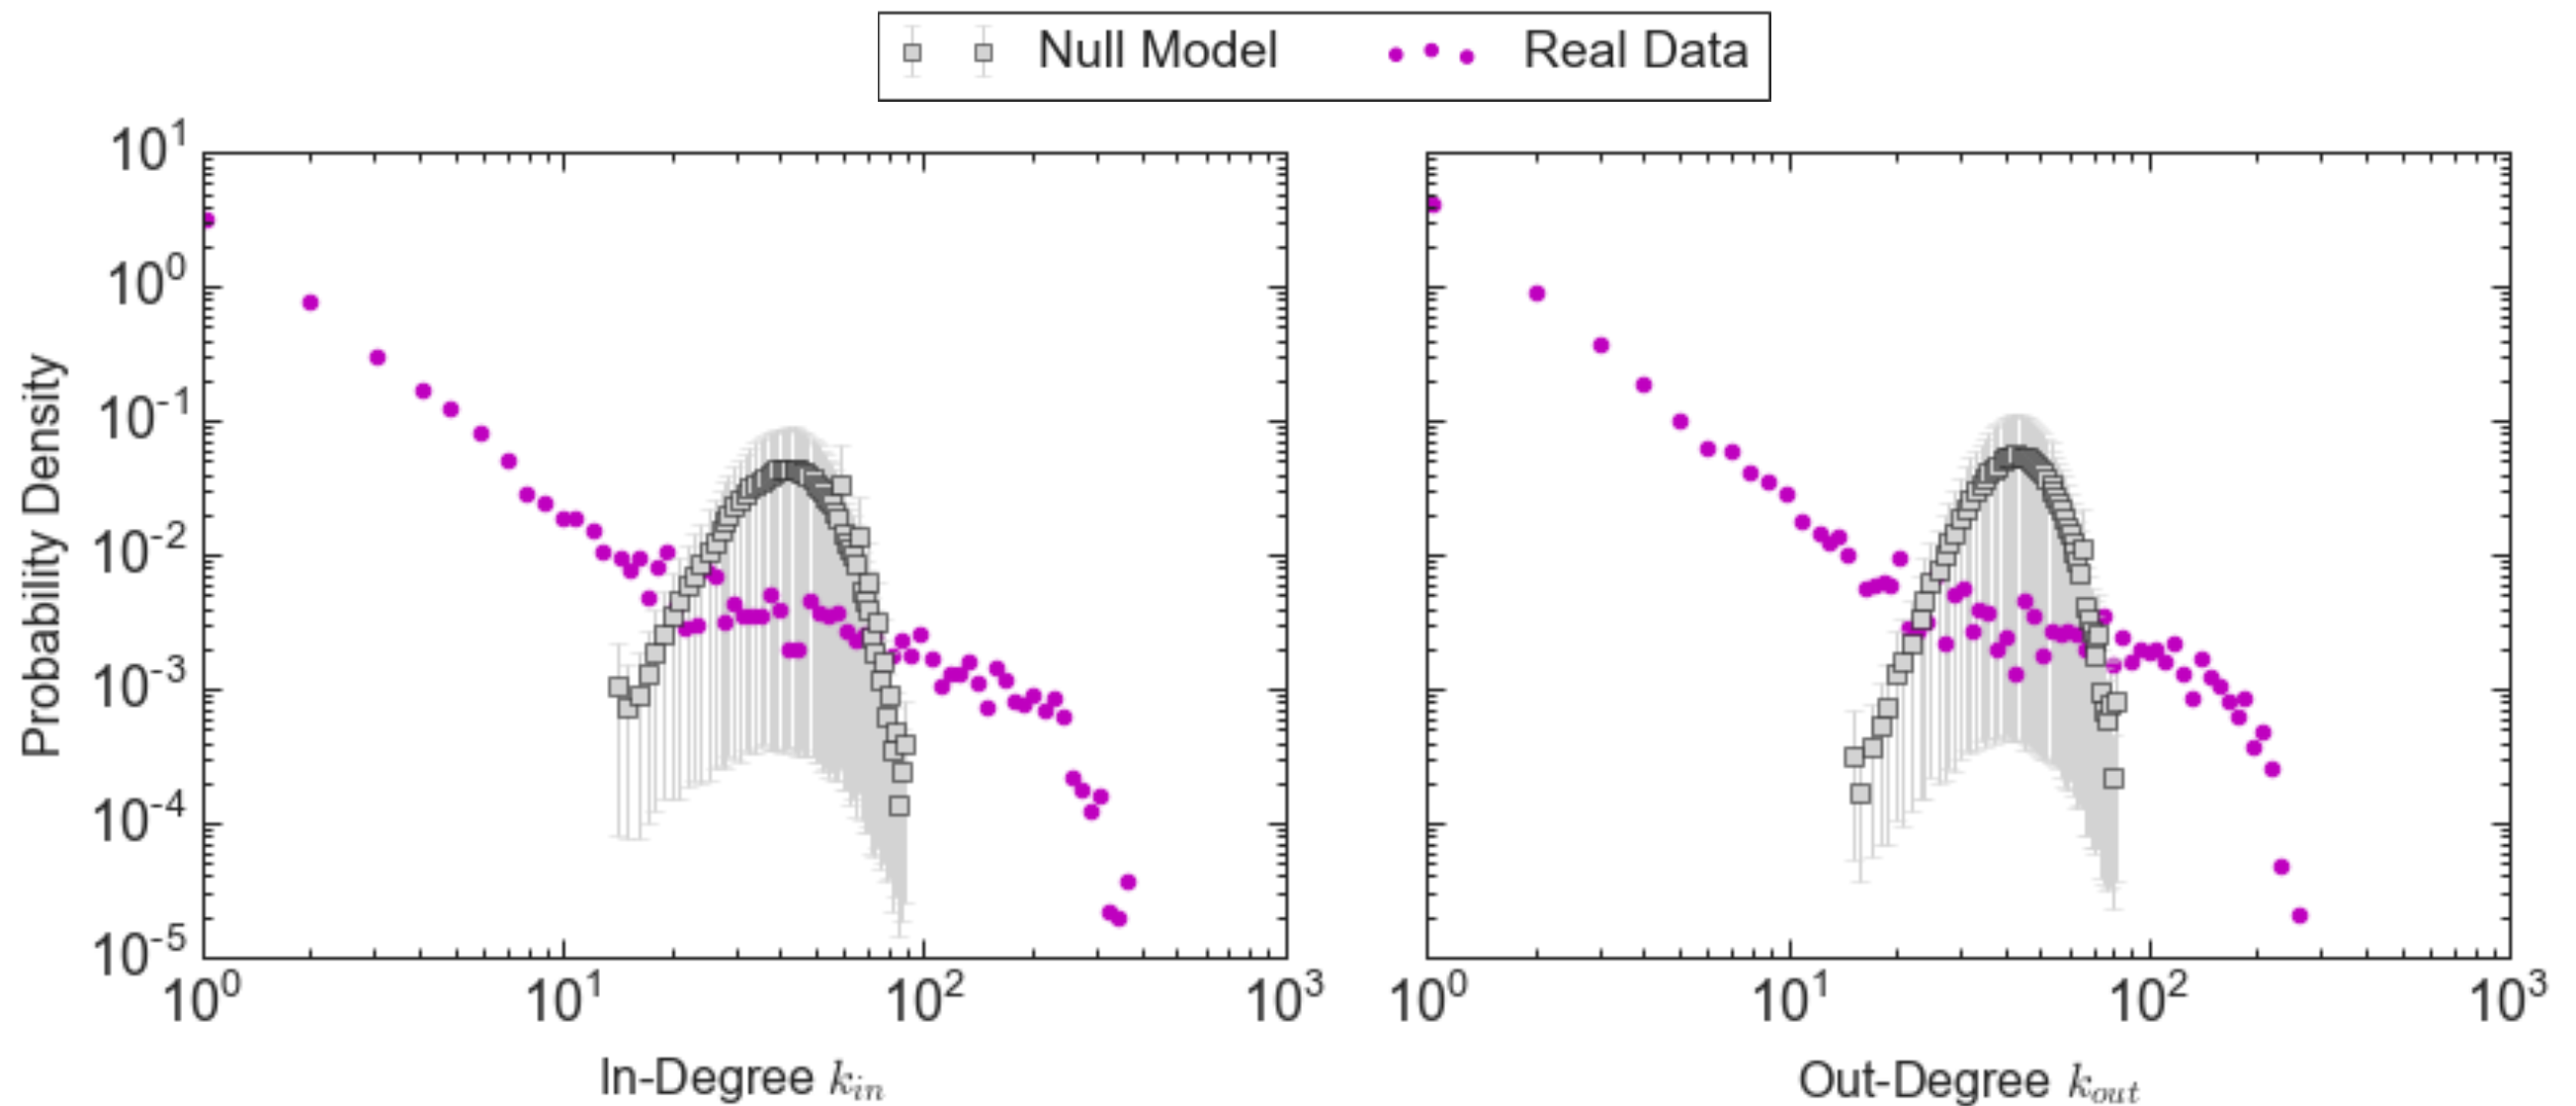 Null Model Real Data
Probability Density
10^1
10^0
10^-1
10^-2
10^-3
10^-4
10^-5
10^0 10^1 10^2 10^3
In-Degree k_in
10^0 10^1 10^2 10^3
Out-Degree k_out